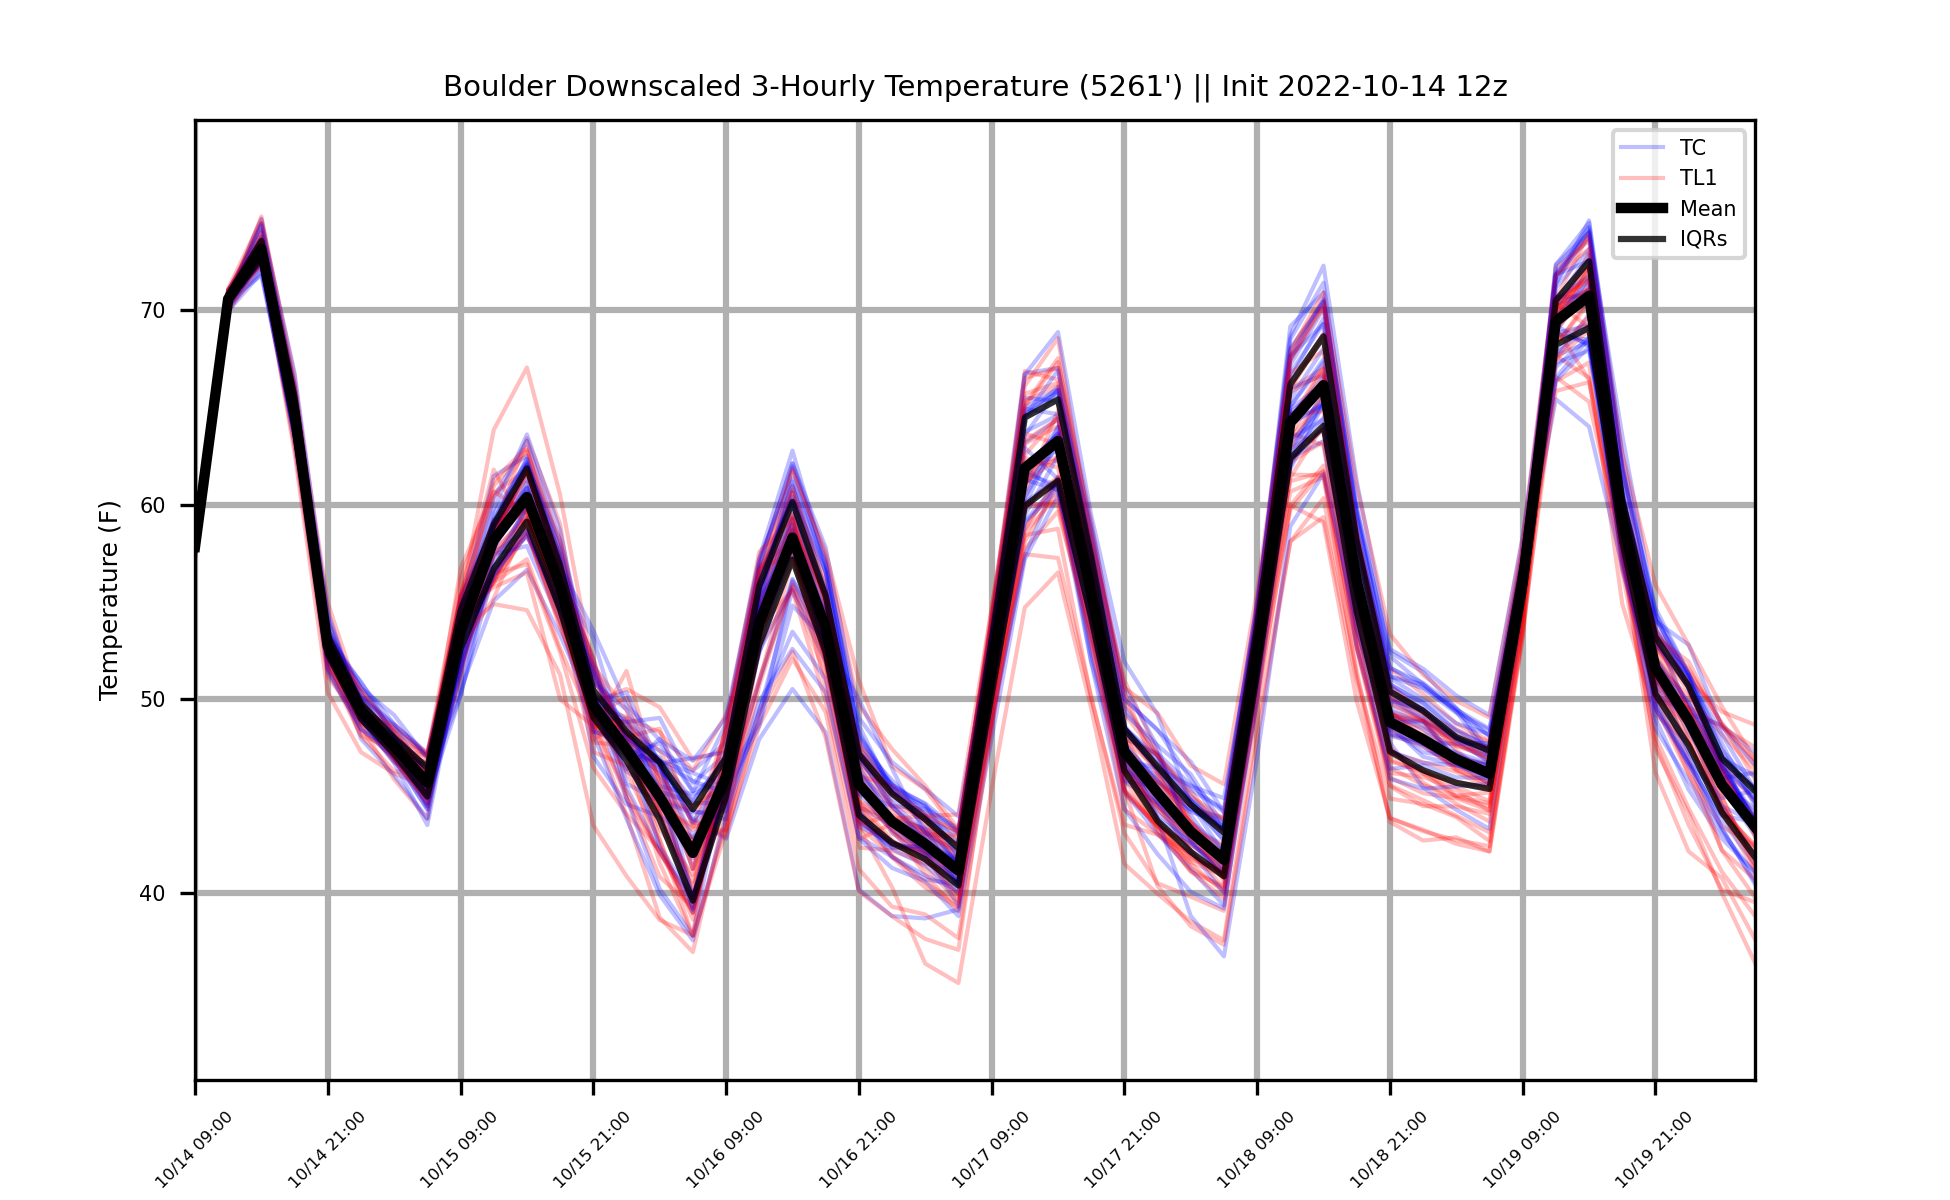 Boulder Downscaled 3-Hourly Temperature (5261') || Init 2022-10-14 12z
TC
TL1
Mean
IQRs
Temperature (F)
70
60
50
40
10/14 09:00
10/14 21:00
10/15 09:00
10/15 21:00
10/16 09:00
10/16 21:00
10/17 09:00
10/17 21:00
10/18 09:00
10/18 21:00
10/19 09:00
10/19 21:00